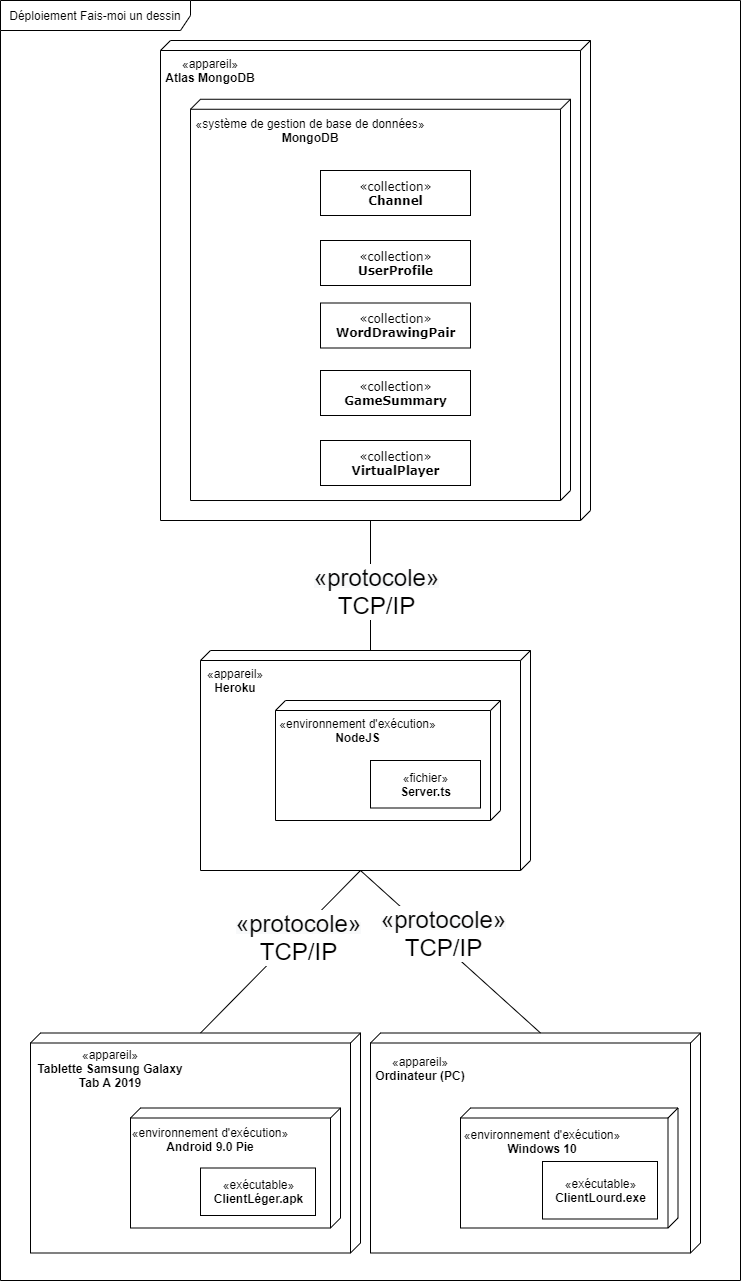 Déploiement Fais-moi un dessin
«appareil»
Atlas MongoDB
«système de gestion de base de données»
MongoDB
«collection»
Channel
«collection»
UserProfile
«collection»
WordDrawingPair
«collection»
GameSummary
«collection»
VirtualPlayer
«protocole»
TCP/IP
«appareil»
Heroku
«environnement d'exécution»
NodeJS
«fichier»
Server.ts
«protocole»
TCP/IP
«protocole»
TCP/IP
«appareil»
Tablette Samsung Galaxy
Tab A 2019
«environnement d'exécution»
Android 9.0 Pie
«exécutable»
ClientLéger.apk
«appareil»
Ordinateur (PC)
«environnement d'exécution»
Windows 10
«exécutable»
ClientLourd.exe